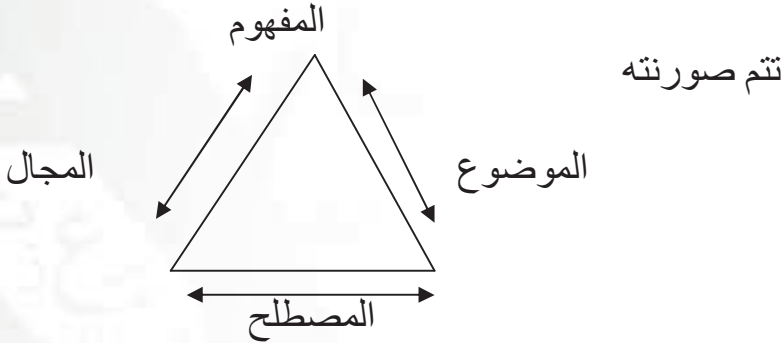 المفهوم
تتم صورنته
الموضوع
المجال
المصطلح